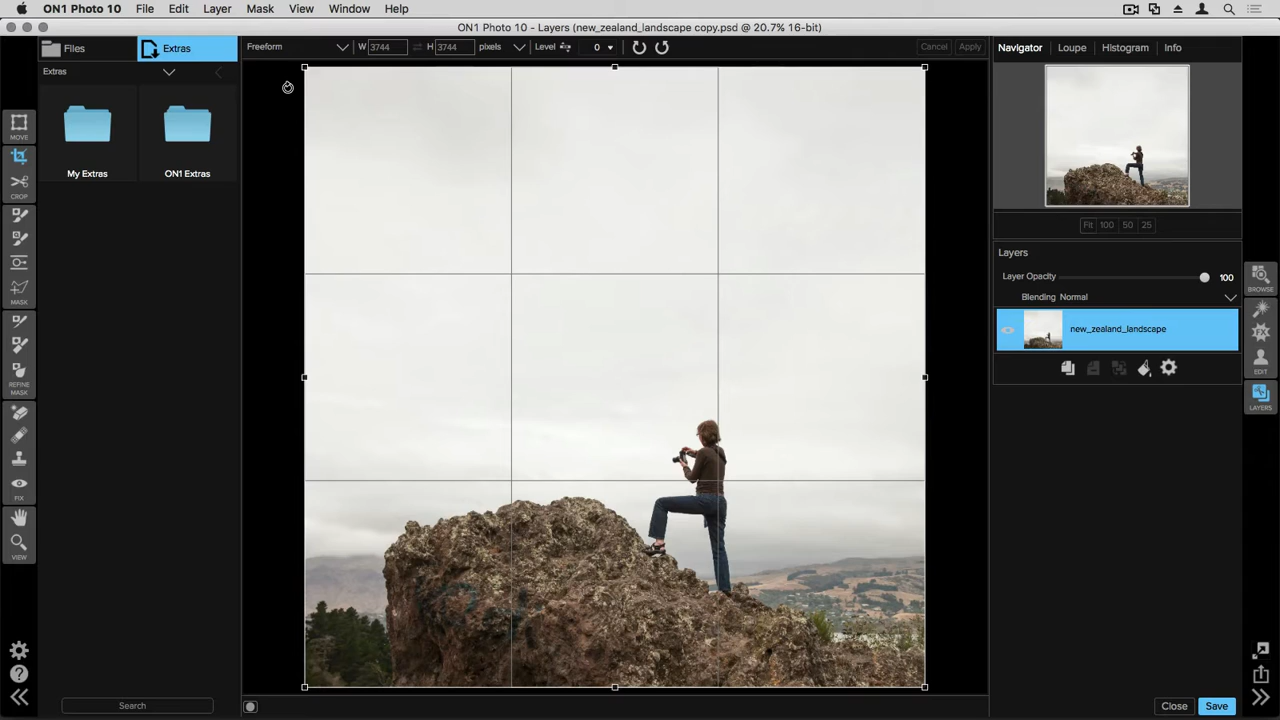 ON1 Photo 10 File Edit Layer Mask View Window Help
ON1 Photo 10 - Layers (new_zealand_landscape copy.psd @ 20.7% 16-bit)
Files Extras Freeform W 3744 H 3744 pixels Level 0 Cancel Apply Navigator Loupe Histogram Info
Extras
My Extras ON1 Extras
MOVE
CROP
MASK
REFINE
MASK
FIX
VIEW
Search
Fit 100 50 25
Layers
Layer Opacity 100
Blending Normal
new_zealand_landscape
BROWSE
FX
EDIT
LAYERS
Close Save